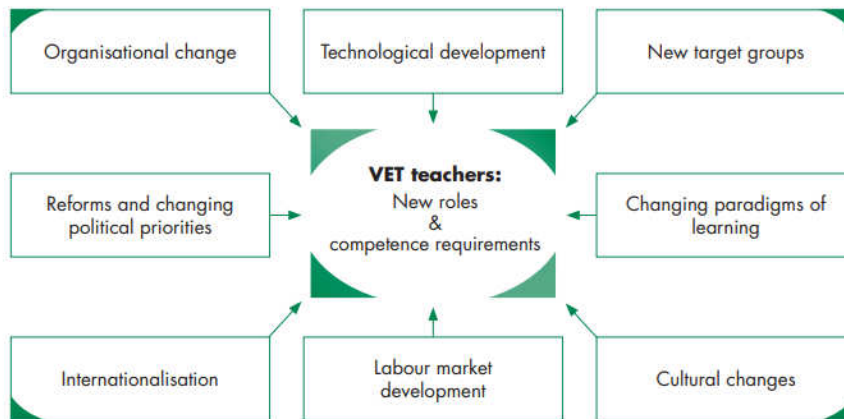 Organisational change
Technological development
New target groups
VET teachers:
New roles
&
competence requirements
Reforms and changing
political priorities
Changing paradigms of
learning
Internationalisation
Labour market
development
Cultural changes